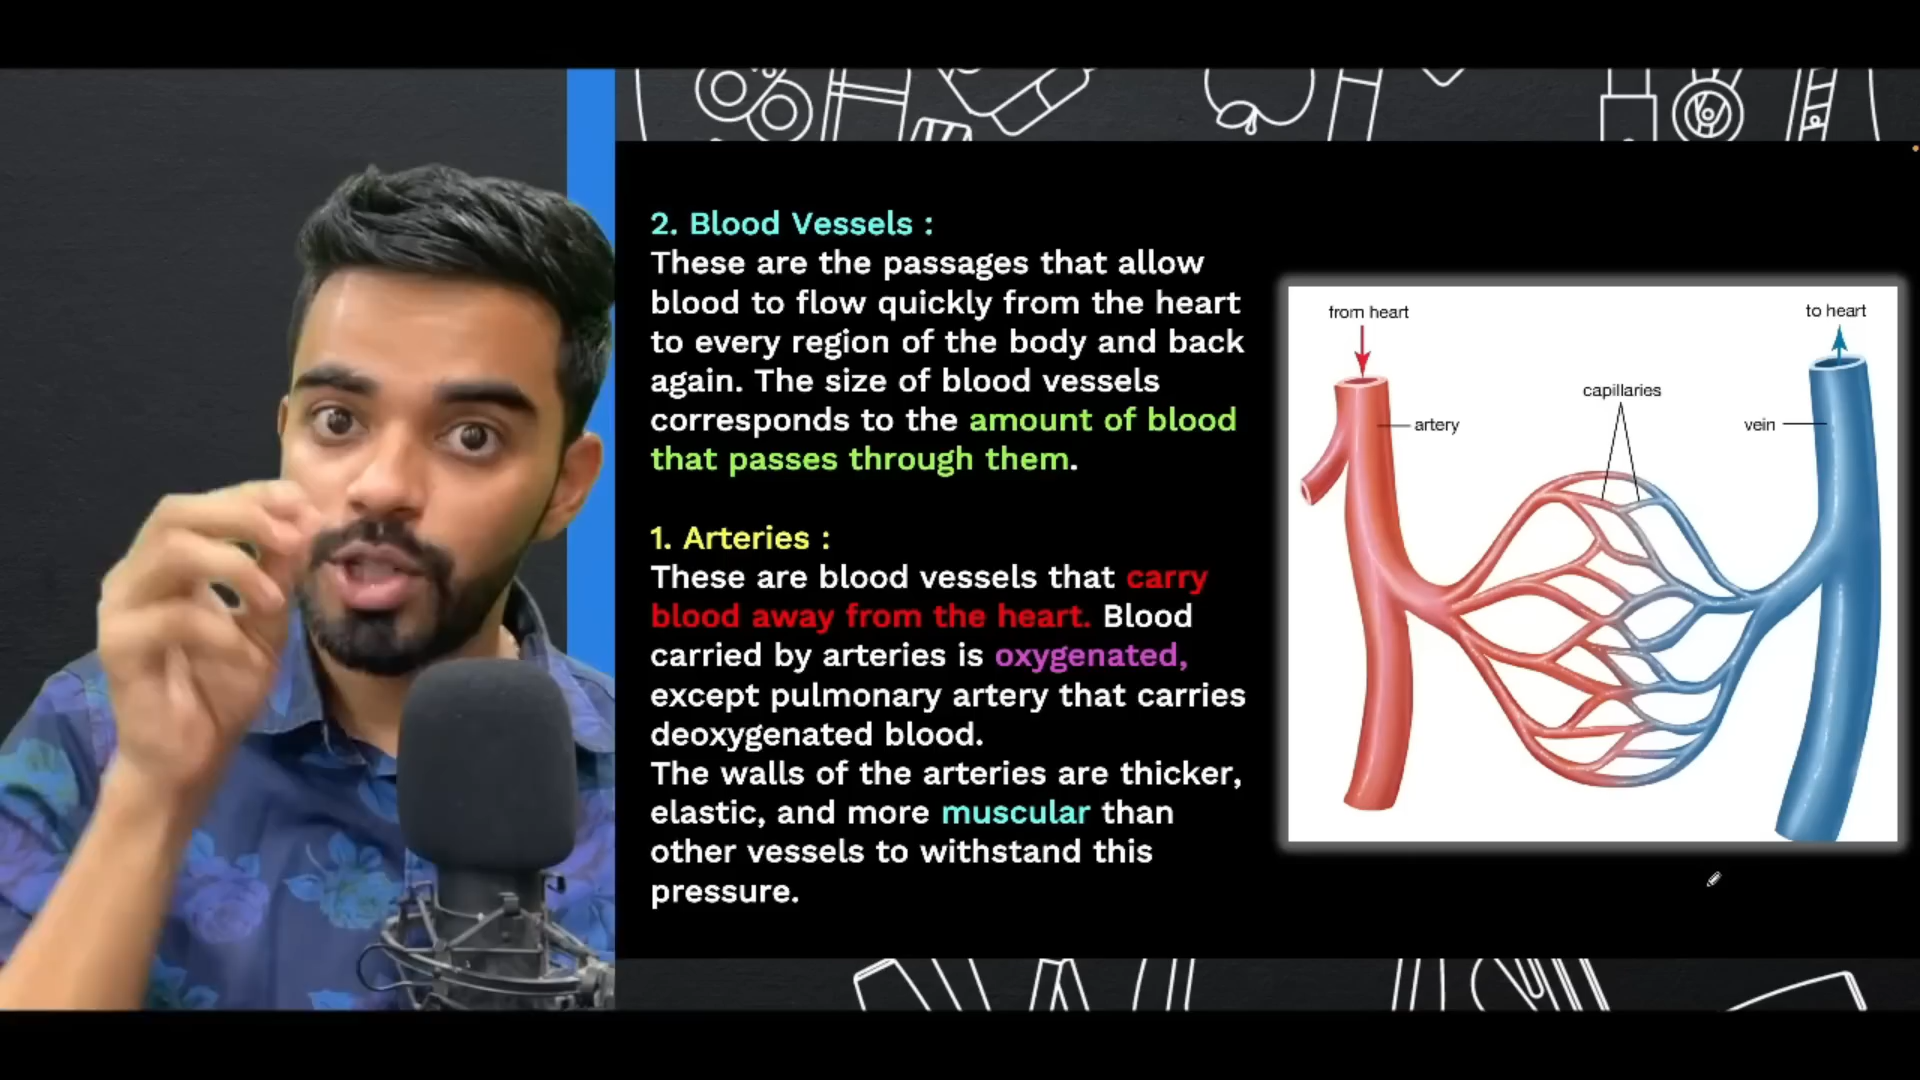 2. Blood Vessels :
These are the passages that allow
blood to flow quickly from the heart
to every region of the body and back
again. The size of blood vessels
corresponds to the amount of blood
that passes through them.
1. Arteries :
These are blood vessels that carry
blood away from the heart. Blood
carried by arteries is oxygenated,
except pulmonary artery that carries
deoxygenated blood.
The walls of the arteries are thicker,
elastic, and more muscular than
other vessels to withstand this
pressure.
from heart
to heart
capillaries
artery
vein